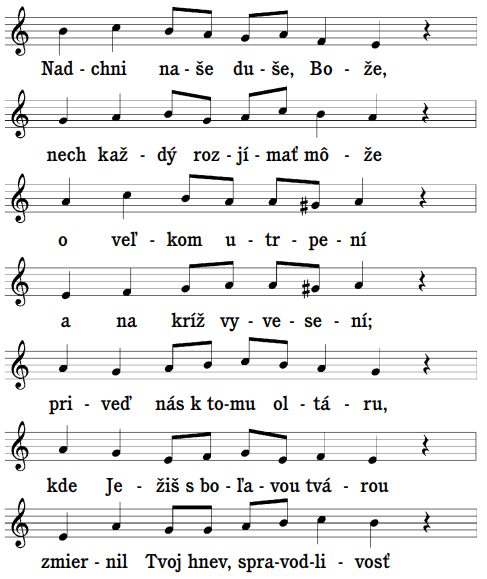 Nad - chni na - še du - še, Bo - že,
nech kaž - dý roz - jí - mať mô - že
o veľ - kom u - tr - pe - ní
a na kríž vy - ve - se - ní;
pri - veď nás k to - mu ol - tá - ru,
kde Je - žiš s bo - ľa - vou tvá - rou
zmier - nil Tvoj hnev, spra - vod - li - vosť